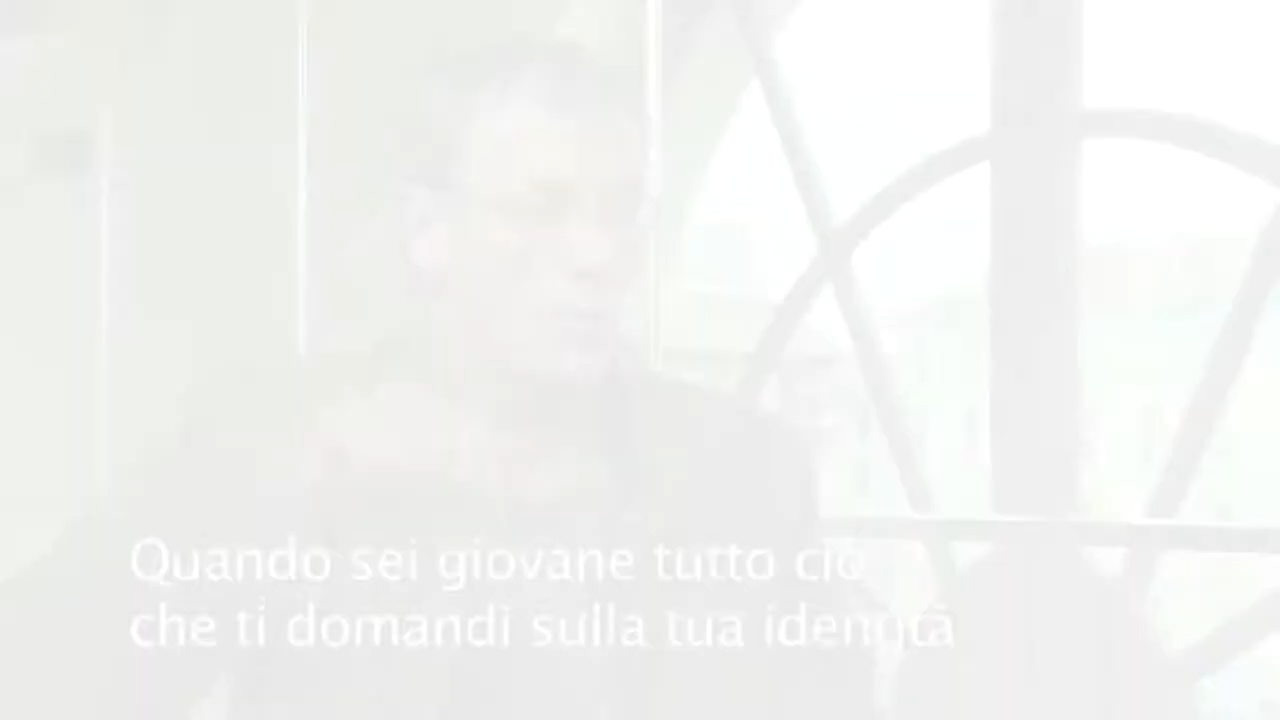 Quando sei giovane tutto ciò
che ti domandi sulla tua identità